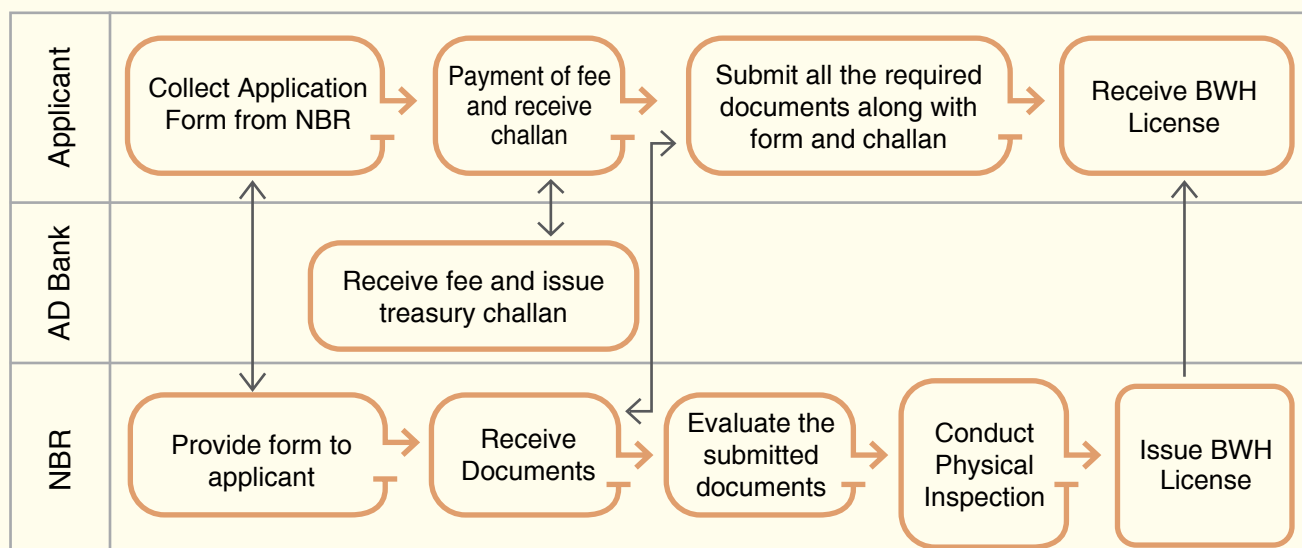 Applicant
Collect Application
Form from NBR
Payment of fee
and receive
challan
Submit all the required
documents along with
form and challan
Receive BWH
License
AD Bank
Receive fee and issue
treasury challan
NBR
Provide form to
applicant
Receive
Documents
Evaluate the
submitted
documents
Conduct
Physical
Inspection
Issue BWH
License